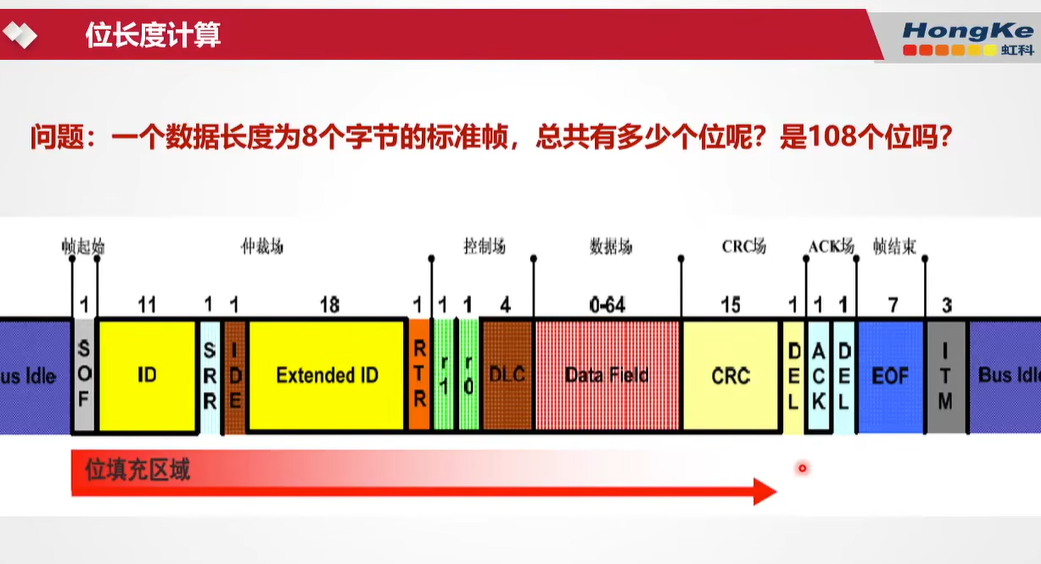 位长度计算
HongKe
虹科
问题：一个数据长度为8个字节的标准帧，总共有多少个位呢？是108个位吗？
帧起始 仲裁场 控制场 数据场 CRC场 ACK场 帧结束
1 11 1 1 18 1 1 1 4 0-64 15 1 1 1 7 3
us Idle SOF ID SRR IDE Extended ID RTR r1 r0 DLC Data Field CRC DEL ACK DEL EOF ITM Bus Idl
位填充区域